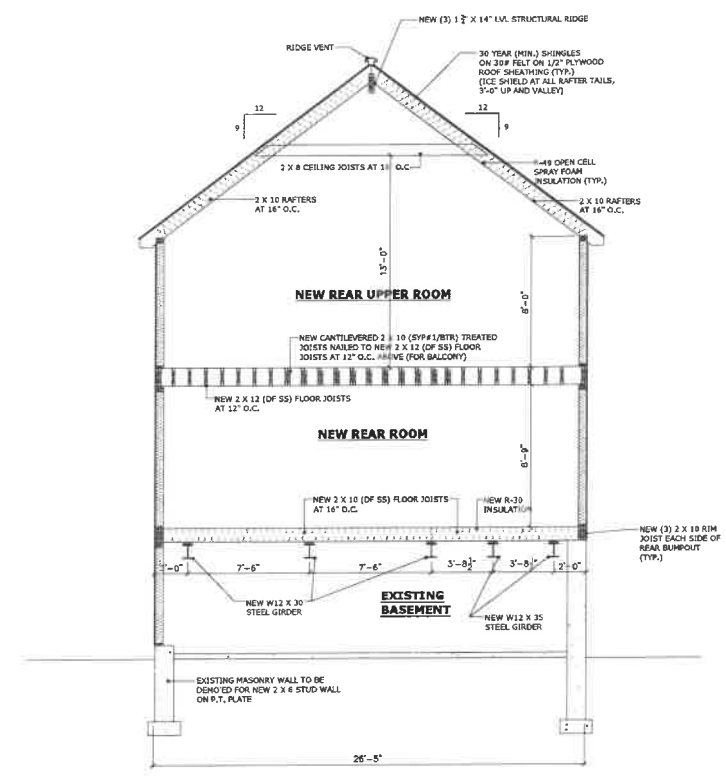 NEW (3) 1 3/4 X 14" LVL STRUCTURAL RIDGE
RIDGE VENT
30 YEAR (MIN.) SHINGLES
ON 30# FELT ON 1/2" PLYWOOD
ROOF SHEATHING (TYP.)
(ICE SHIELD AT ALL RAFTER TAILS,
3'-0" UP AND VALLEY)
12
9
12
9
2 X 8 CEILING JOISTS AT O.C.
-49 OPEN CELL
SPRAY FOAM
INSULATION (TYP.)
2 X 10 RAFTERS
AT 16" O.C.
2 X 10 RAFTERS
AT 16" O.C.
13'-0"
8'-0"
NEW REAR UPPER ROOM
NEW CANTILEVERED 2 X 10 (SYP#1/BTR) TREATED
JOISTS NAILED TO NEW 2 X 12 (DF SS) FLOOR
JOISTS AT 12" O.C. ABOVE (FOR BALCONY)
NEW 2 X 12 (DF SS) FLOOR JOISTS
AT 12" O.C.
NEW REAR ROOM
8'-9"
NEW 2 X 10 (DF SS) FLOOR JOISTS
AT 16" O.C.
NEW R-30
INSULATION
NEW (3) 2 X 10 RIM
JOIST EACH SIDE OF
REAR BUMPOUT
(TYP.)
'-0" 7'-6" 7'-6" 3'-8½" 3'-8½" 2'-0"
NEW W12 X 30
STEEL GIRDER
EXISTING
BASEMENT
NEW W12 X 35
STEEL GIRDER
EXISTING MASONRY WALL TO BE
DEMO'ED FOR NEW 2 X 6 STUD WALL
ON P.T. PLATE
26'-5"